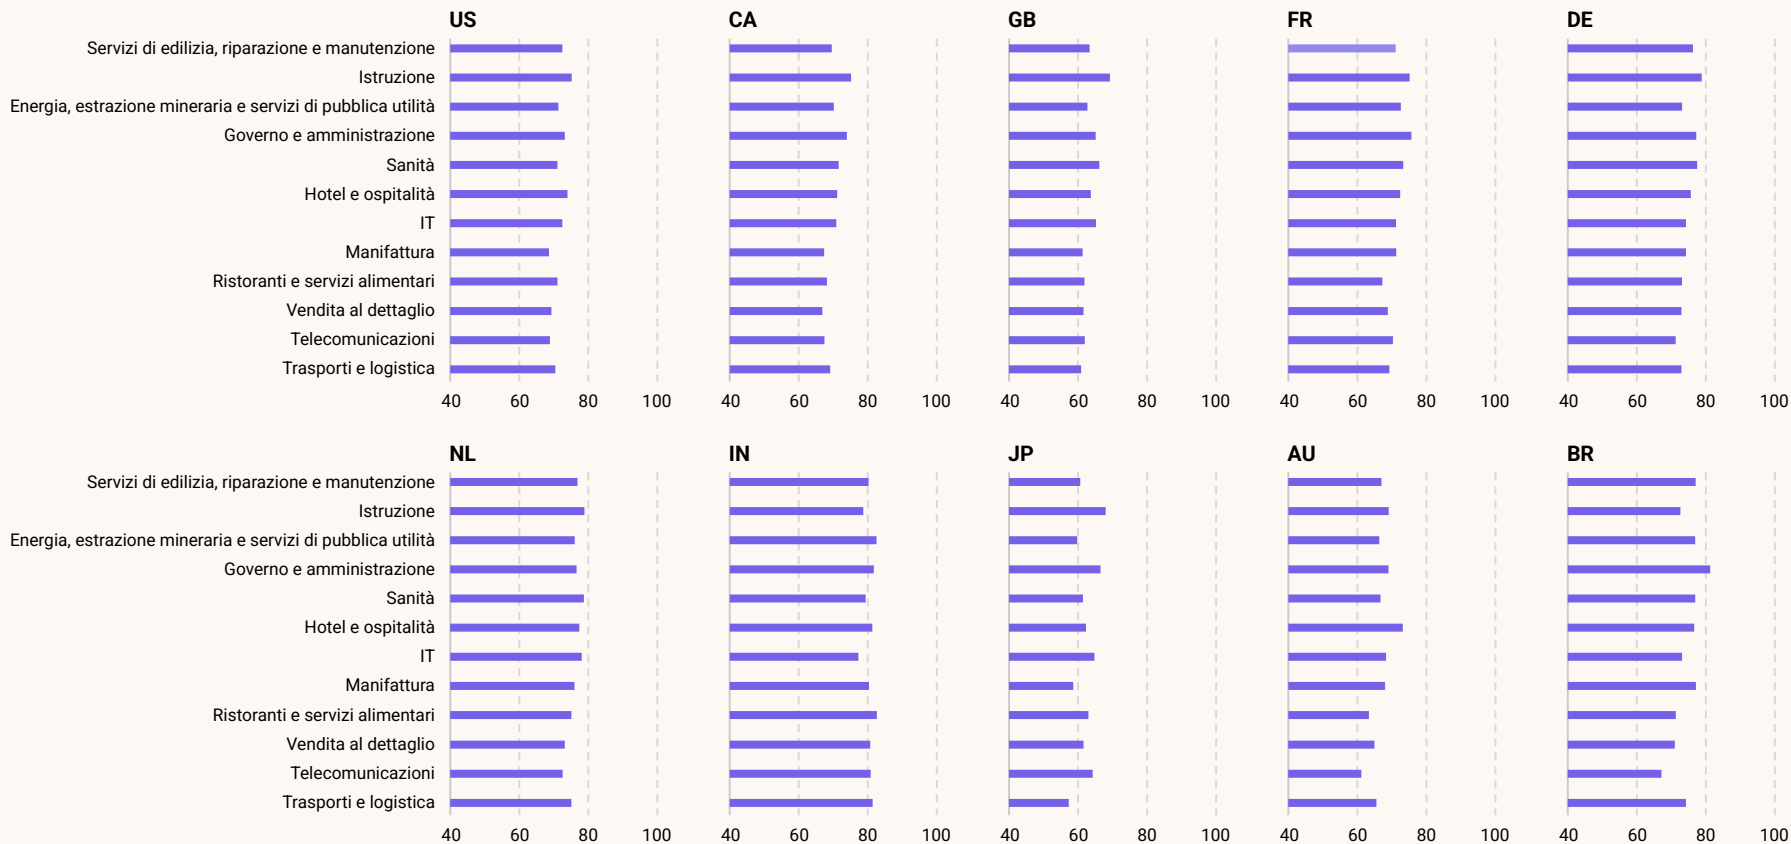 US CA GB FR DE
Servizi di edilizia, riparazione e manutenzione
Istruzione
Energia, estrazione mineraria e servizi di pubblica utilità
Governo e amministrazione
Sanità
Hotel e ospitalità
IT
Manifattura
Ristoranti e servizi alimentari
Vendita al dettaglio
Telecomunicazioni
Trasporti e logistica
40 60 80 100 40 60 80 100 40 60 80 100 40 60 80 100 40 60 80 100
NL IN JP AU BR
Servizi di edilizia, riparazione e manutenzione
Istruzione
Energia, estrazione mineraria e servizi di pubblica utilità
Governo e amministrazione
Sanità
Hotel e ospitalità
IT
Manifattura
Ristoranti e servizi alimentari
Vendita al dettaglio
Telecomunicazioni
Trasporti e logistica
40 60 80 100 40 60 80 100 40 60 80 100 40 60 80 100 40 60 80 100